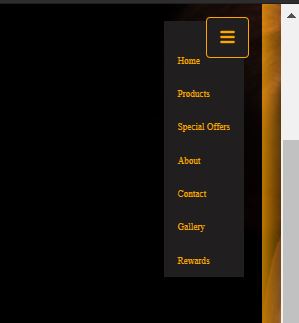 Home
Products
Special Offers
About
Contact
Gallery
Rewards